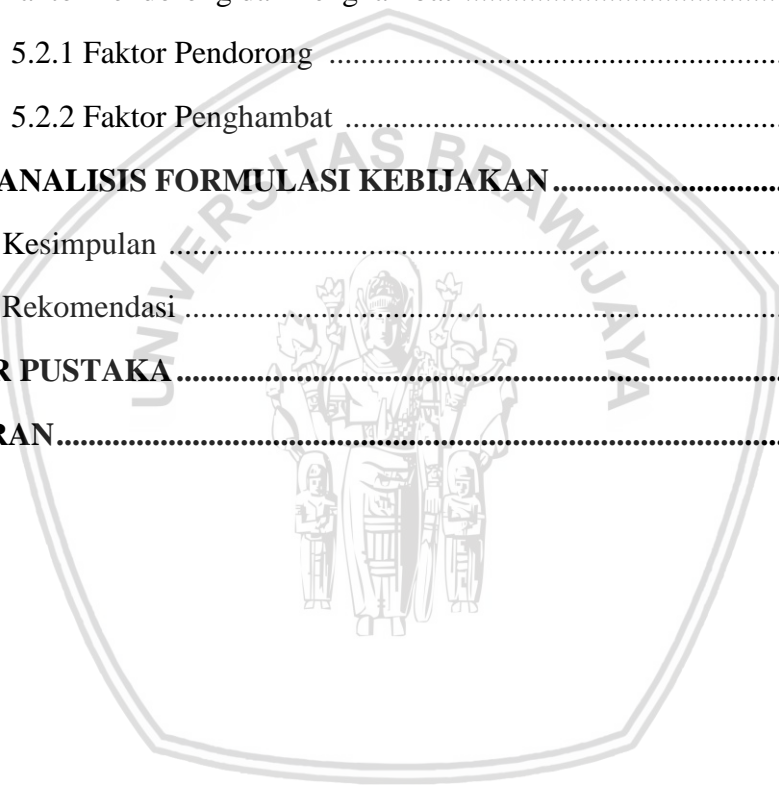 5.2.1 Faktor Pendorong ............................................................
5.2.2 Faktor Penghambat ..........................................................
ANALISIS FORMULASI KEBIJAKAN ..............................
Kesimpulan ................................................................................
Rekomendasi ..............................................................................
R PUSTAKA ...............................................................................
RAN..............................................................................................
UNIVERSITAS BRAWIJAYA